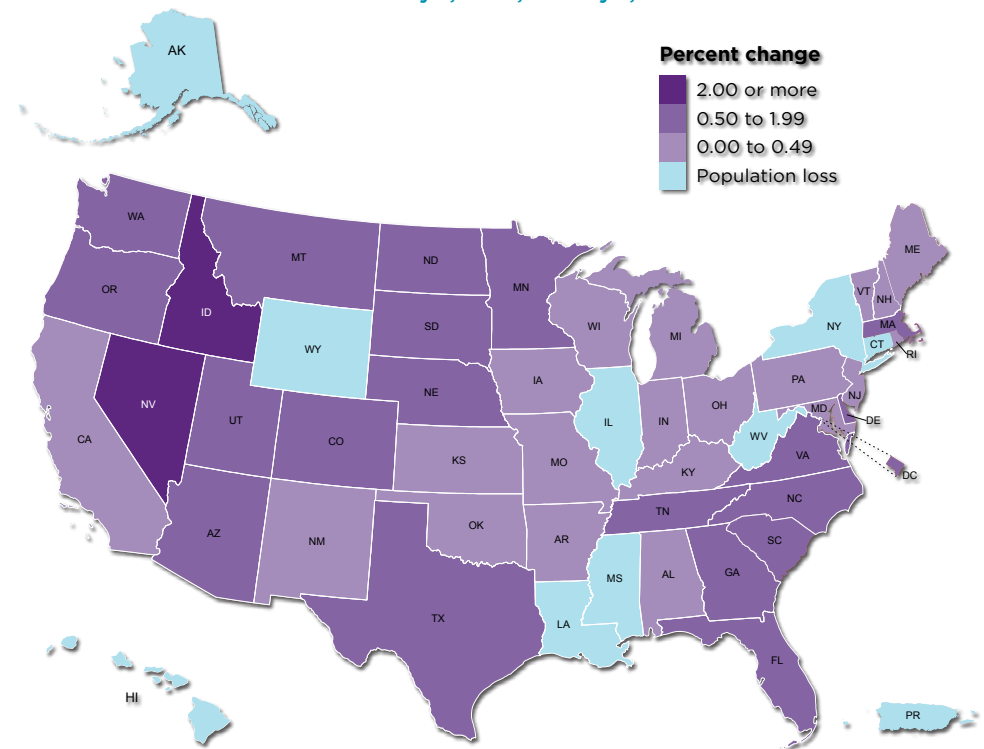 AK
Percent change
2.00 or more
0.50 to 1.99
0.00 to 0.49
Population loss
WA
MT
ND
MN
ME
OR
ID
SD
WI
MI
VT
NH
NY
MA
CT
RI
WY
NV
UT
NE
IA
IL
IN
OH
PA
NJ
MD
DE
CA
CO
KS
MO
WV
VA
KY
DC
AZ
NM
OK
AR
TN
NC
SC
MS
AL
GA
TX
LA
FL
HI
PR